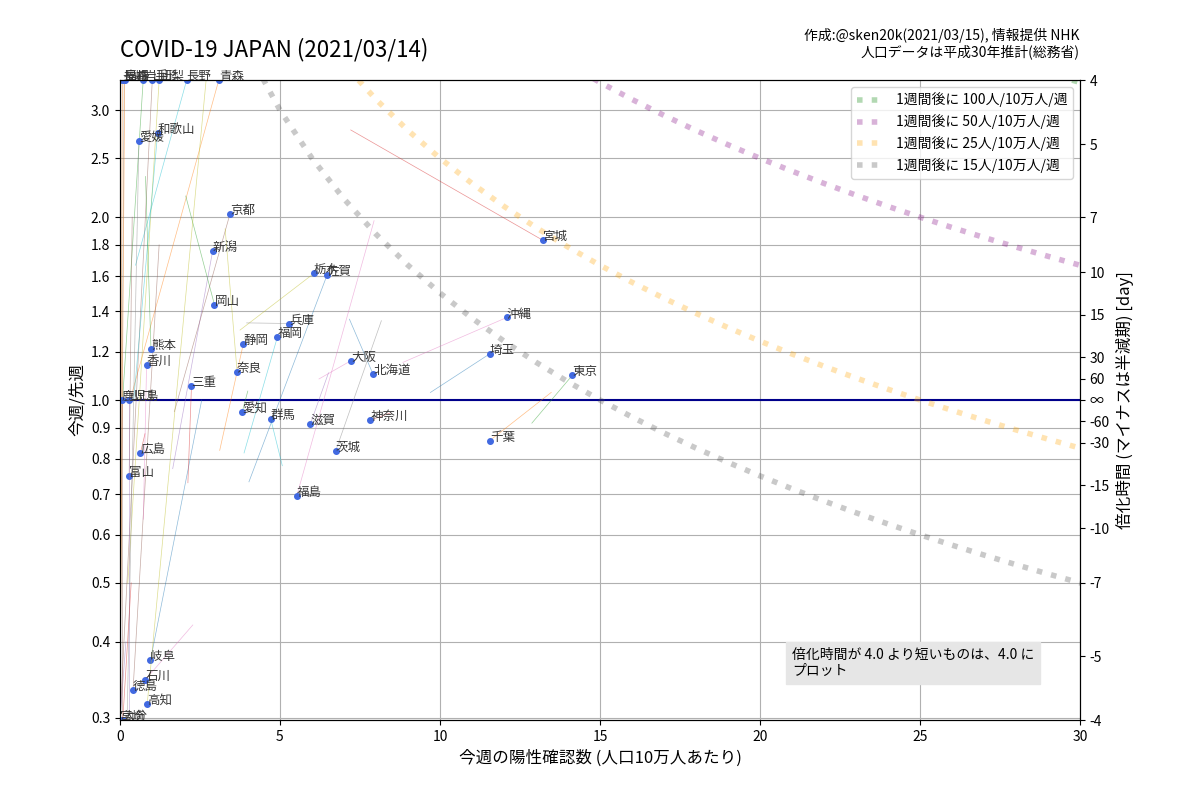 COVID-19 JAPAN (2021/03/14)
作成:@sken20k(2021/03/15), 情報提供 NHK
人口データは平成30年推計(総務省)
長野
青森
1週間後に 100人/10万人/週
1週間後に 50人/10万人/週
1週間後に 25人/10万人/週
1週間後に 15人/10万人/週
和歌山
愛媛
京都
宮城
新潟
栃木
佐賀
岡山
沖縄
兵庫
福岡
静岡
熊本
埼玉
大阪
香川
奈良
北海道
東京
三重
鹿児島
愛知
群馬
滋賀
神奈川
千葉
広島
茨城
富山
福島
岐阜
石川
徳島
高知
倍化時間が 4.0 より短いものは、4.0 に
プロット
3.0
2.5
2.0
1.8
1.6
1.4
1.2
1.0
0.9
0.8
0.7
0.6
0.5
0.4
0.3
今週/先週
4
5
7
10
15
30
60
∞
-60
-30
-15
-10
-7
-5
-4
倍化時間 (マイナスは半減期) [day]
0
5
10
15
20
25
30
今週の陽性確認数 (人口10万人あたり)